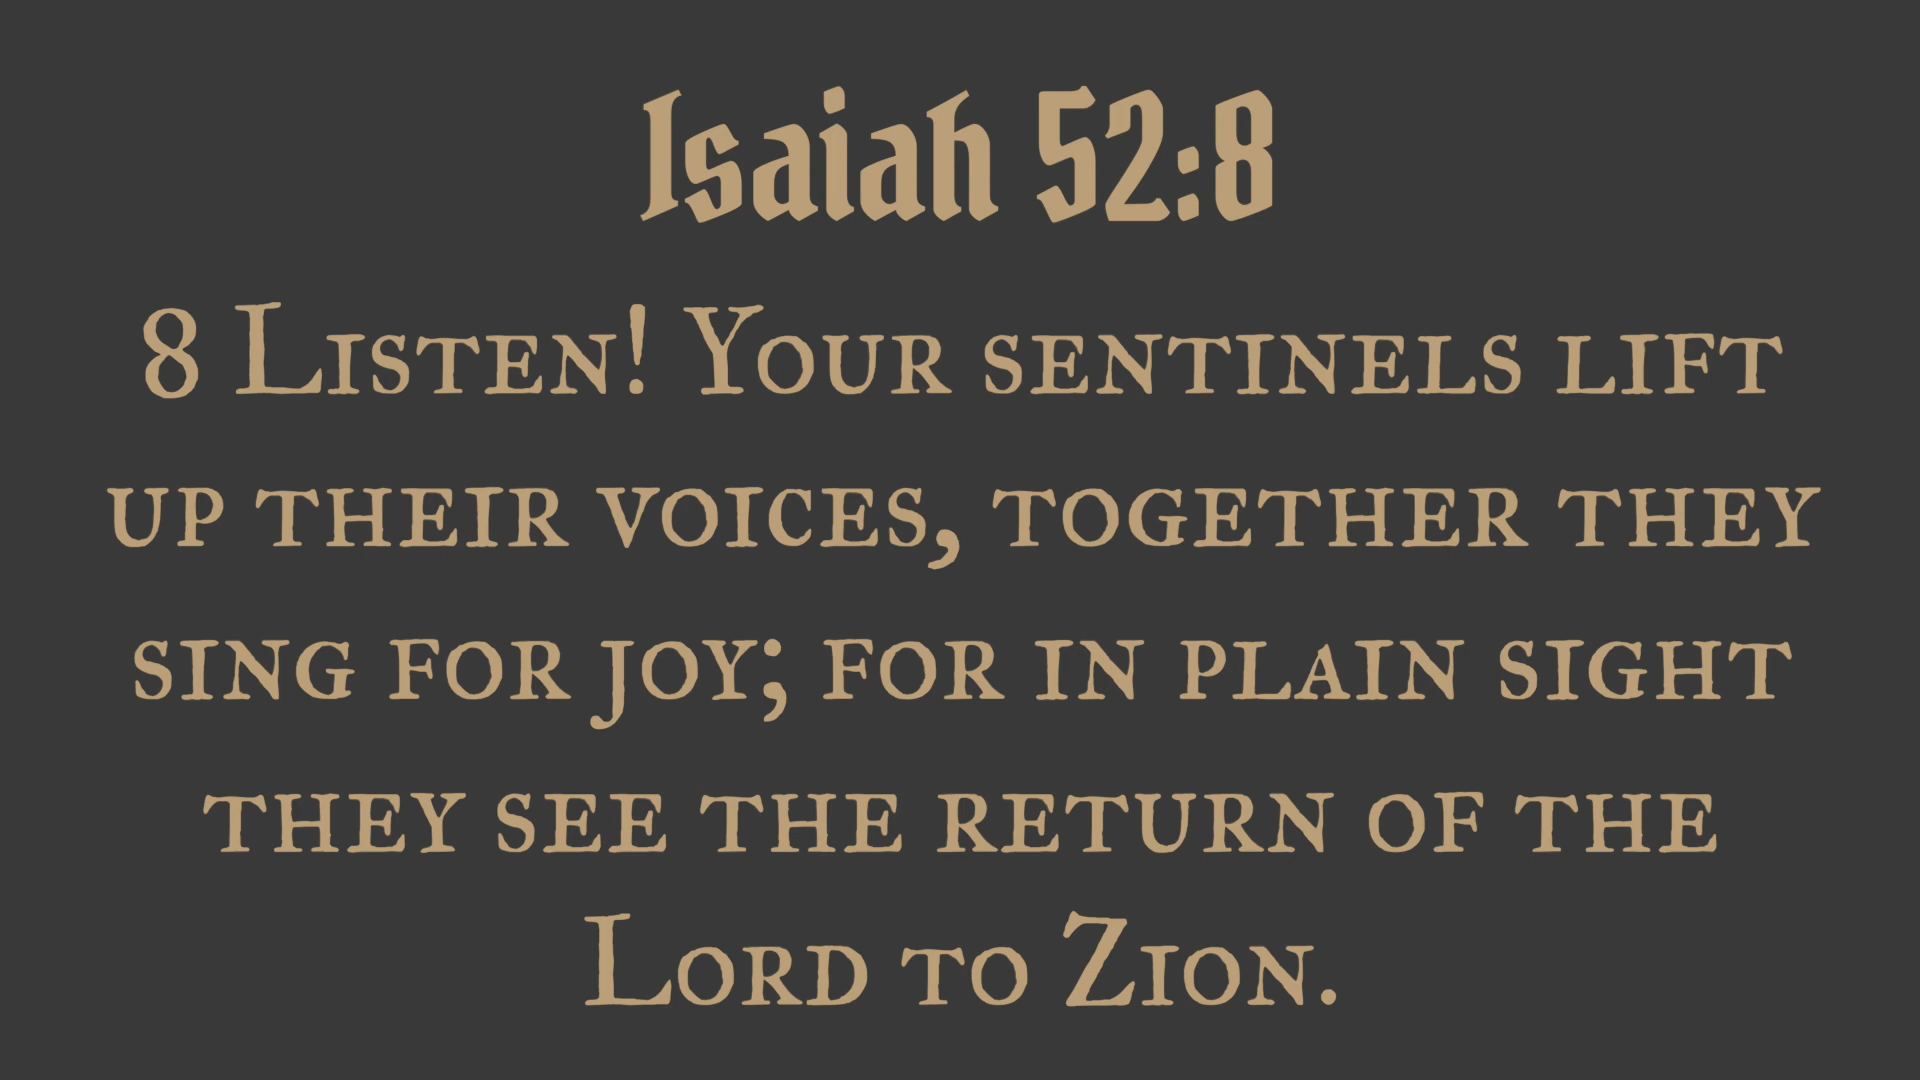 Isaiah 52:8
8 Listen! Your sentinels lift
up their voices, together they
sing for joy; for in plain sight
they see the return of the
Lord to Zion.